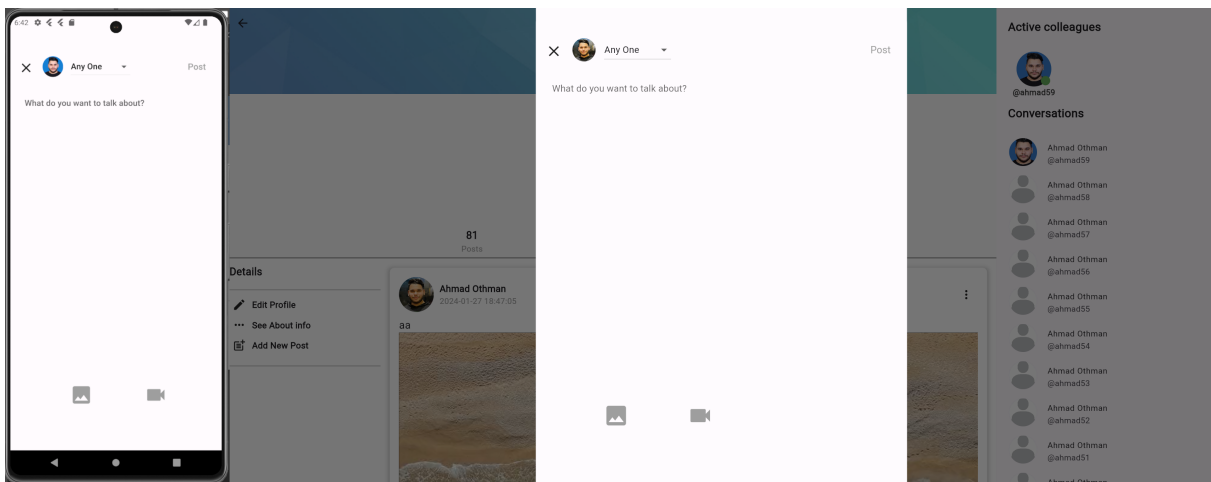 6:42
Any One
Post
What do you want to talk about?
81
Posts
Details
Edit Profile
See About info
Add New Post
Ahmad Othman
2024-01-27 18:47:05
aa
Any One
Post
What do you want to talk about?
Active colleagues
@ahmad59
Conversations
Ahmad Othman
@ahmad59
Ahmad Othman
@ahmad58
Ahmad Othman
@ahmad57
Ahmad Othman
@ahmad56
Ahmad Othman
@ahmad55
Ahmad Othman
@ahmad54
Ahmad Othman
@ahmad53
Ahmad Othman
@ahmad52
Ahmad Othman
@ahmad51
Ahmad Othman